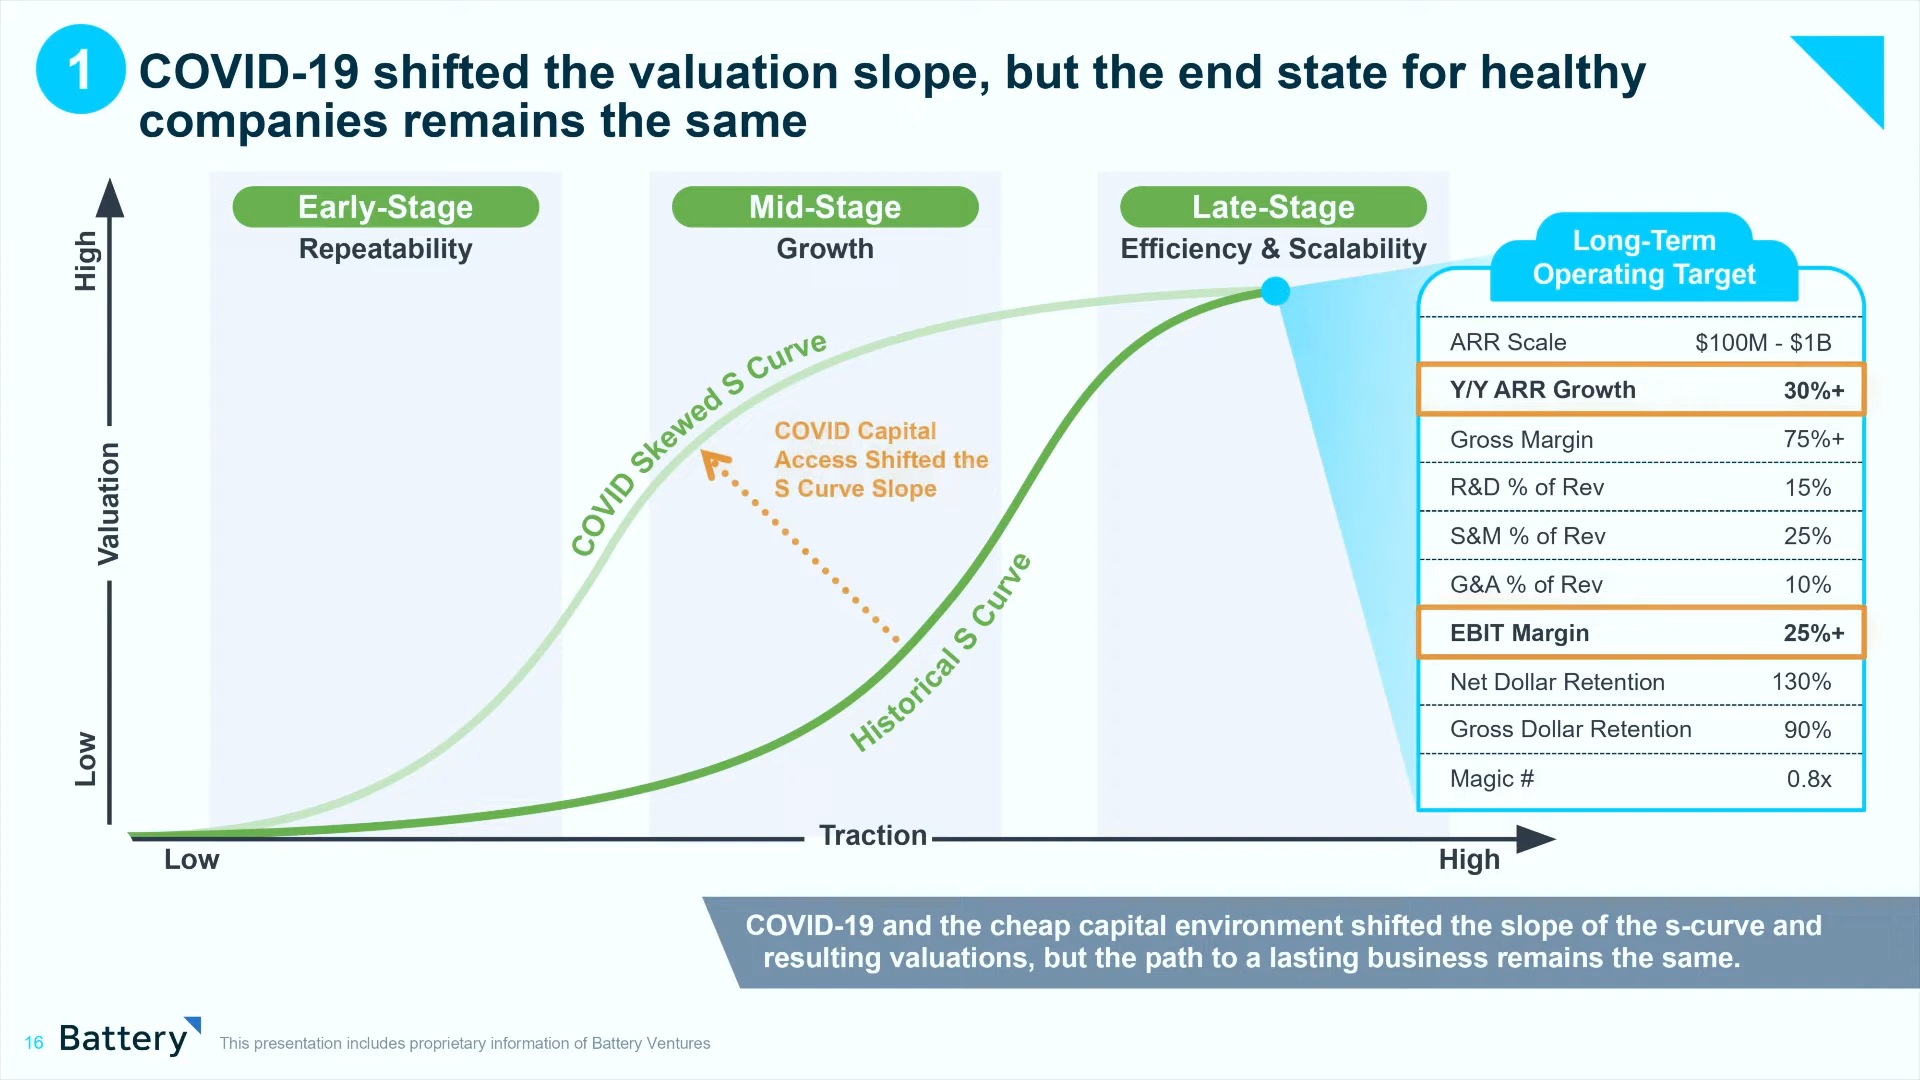 1
COVID-19 shifted the valuation slope, but the end state for healthy
companies remains the same
Early-Stage
Repeatability
Mid-Stage
Growth
Late-Stage
Efficiency & Scalability
High
Valuation
Low
COVID Skewed S Curve
COVID Capital
Access Shifted the
S Curve Slope
Historical S Curve
Low
Traction
High
Long-Term
Operating Target
ARR Scale $100M - $1B
Y/Y ARR Growth 30%+
Gross Margin 75%+
R&D % of Rev 15%
S&M % of Rev 25%
G&A % of Rev 10%
EBIT Margin 25%+
Net Dollar Retention 130%
Gross Dollar Retention 90%
Magic # 0.8x
COVID-19 and the cheap capital environment shifted the slope of the s-curve and
resulting valuations, but the path to a lasting business remains the same.
16 Battery This presentation includes proprietary information of Battery Ventures